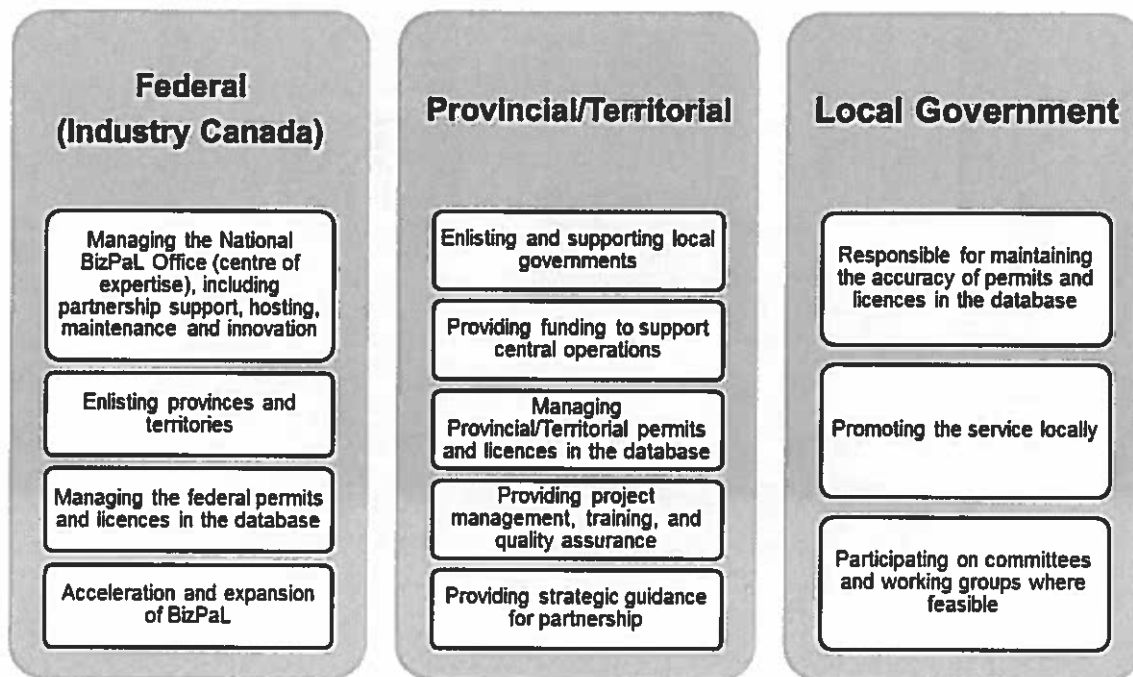 Federal
(Industry Canada)
Managing the National
BizPaL Office (centre of
expertise), including
partnership support, hosting,
maintenance and innovation
Enlisting provinces and
territories
Managing the federal permits
and licences in the database
Acceleration and expansion
of BizPaL
Provincial/Territorial
Enlisting and supporting local
governments
Providing funding to support
central operations
Managing
Provincial/Territorial permits
and licences in the database
Providing project
management, training, and
quality assurance
Providing strategic guidance
for partnership
Local Government
Responsible for maintaining
the accuracy of permits and
licences in the database
Promoting the service locally
Participating on committees
and working groups where
feasible